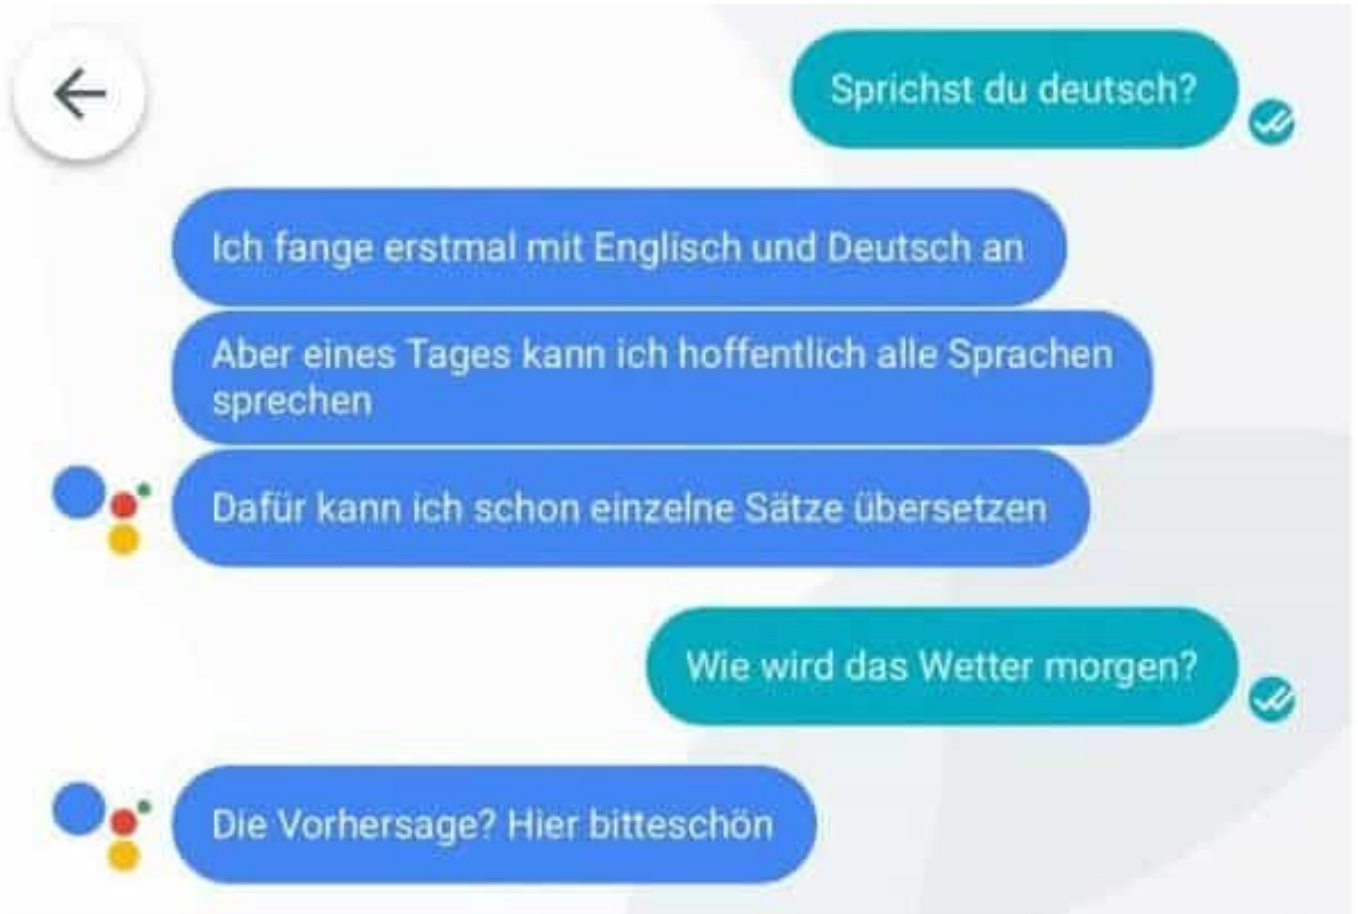 Sprichst du deutsch?
Ich fange erstmal mit Englisch und Deutsch an
Aber eines Tages kann ich hoffentlich alle Sprachen
sprechen
Dafür kann ich schon einzelne Sätze übersetzen
Wie wird das Wetter morgen?
Die Vorhersage? Hier bitteschön